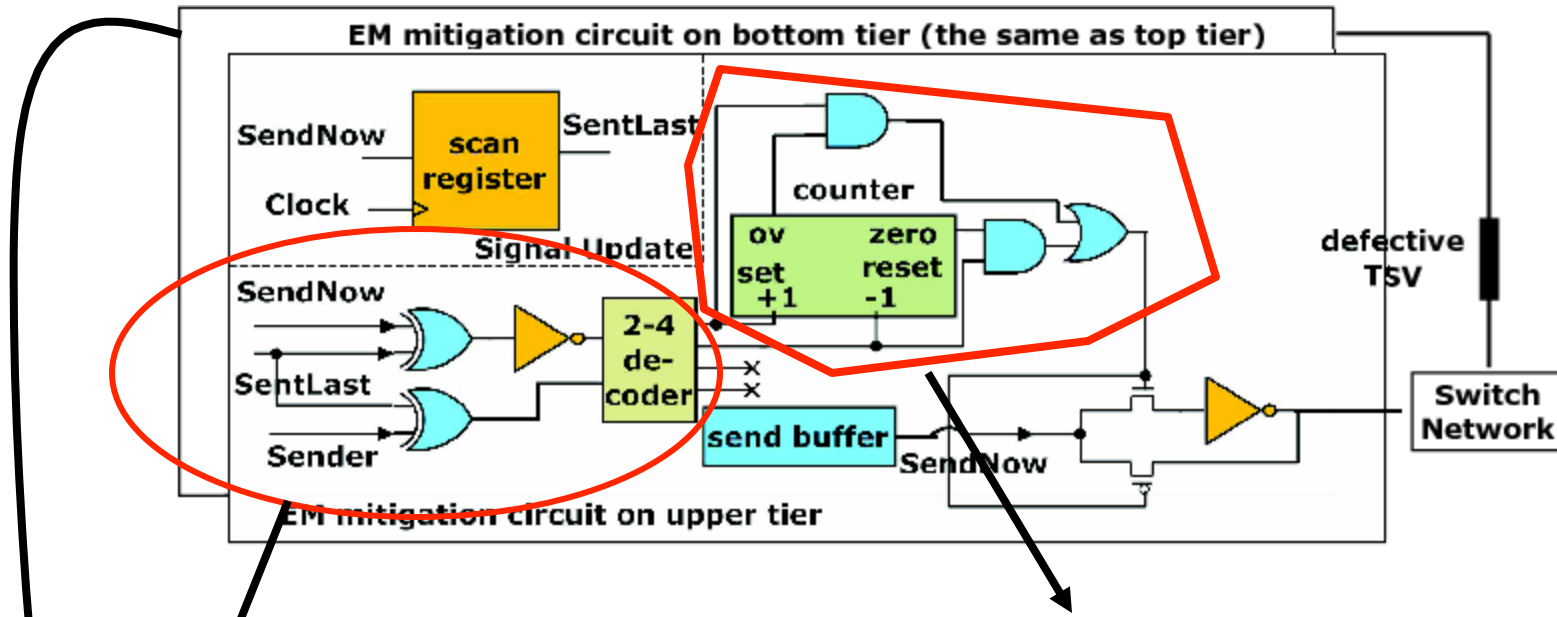 EM mitigation circuit on bottom tier (the same as top tier)
SendNow
scan
register
SentLast
Clock
Signal Update
counter
ov zero
set reset
+1 -1
SendNow
SentLast
Sender
2-4
de-
coder
send buffer
SendNow
EM mitigation circuit on upper tier
defective
TSV
Switch
Network